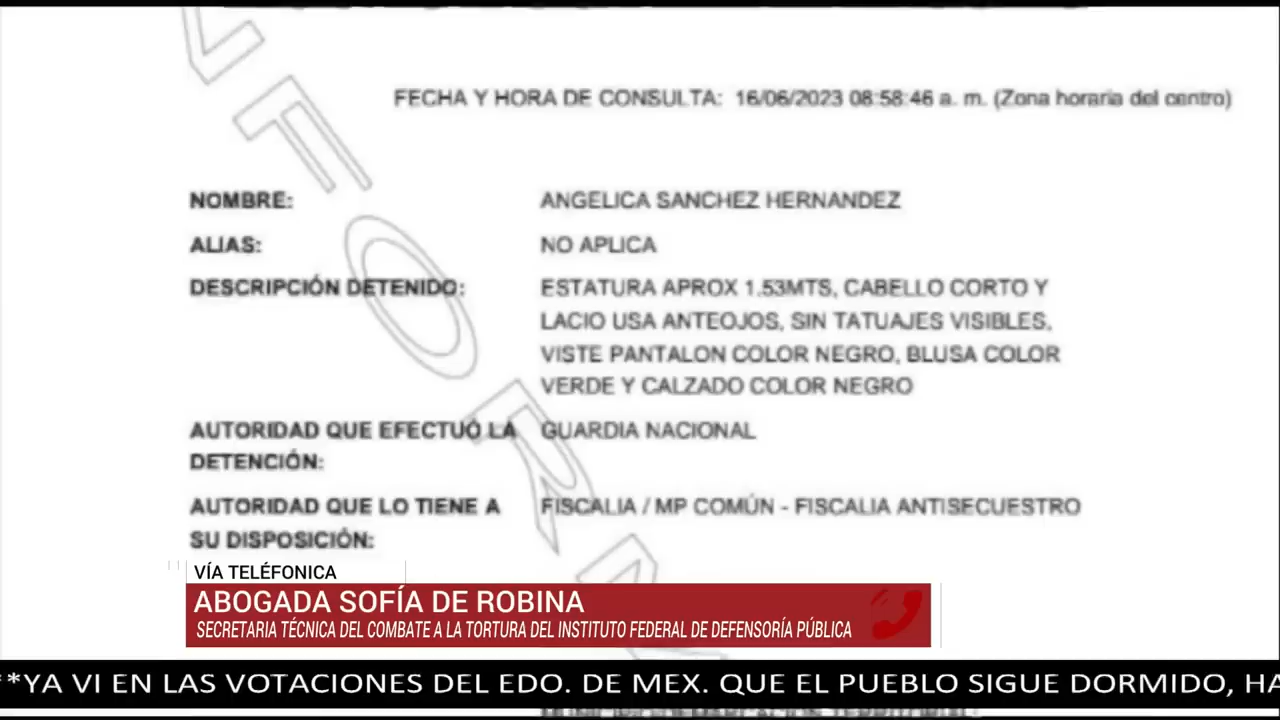 FECHA Y HORA DE CONSULTA: 16/06/2023 08:58:46 a. m. (Zona horaria del centro)
NOMBRE: ANGELICA SANCHEZ HERNANDEZ
ALIAS: NO APLICA
DESCRIPCIÓN DETENIDO: ESTATURA APROX 1.53MTS, CABELLO CORTO Y
LACIO USA ANTEOJOS, SIN TATUAJES VISIBLES,
VISTE PANTALON COLOR NEGRO, BLUSA COLOR
VERDE Y CALZADO COLOR NEGRO
AUTORIDAD QUE EFECTUÓ LA GUARDIA NACIONAL
DETENCIÓN:
AUTORIDAD QUE LO TIENE A FISCALIA / MP COMÚN - FISCALIA ANTISECUESTRO
SU DISPOSICIÓN:
VÍA TELÉFONICA
ABOGADA SOFÍA DE ROBINA
SECRETARIA TÉCNICA DEL COMBATE A LA TORTURA DEL INSTITUTO FEDERAL DE DEFENSORÍA PÚBLICA
**YA VI EN LAS VOTACIONES DEL EDO. DE MEX. QUE EL PUEBLO SIGUE DORMIDO, HA